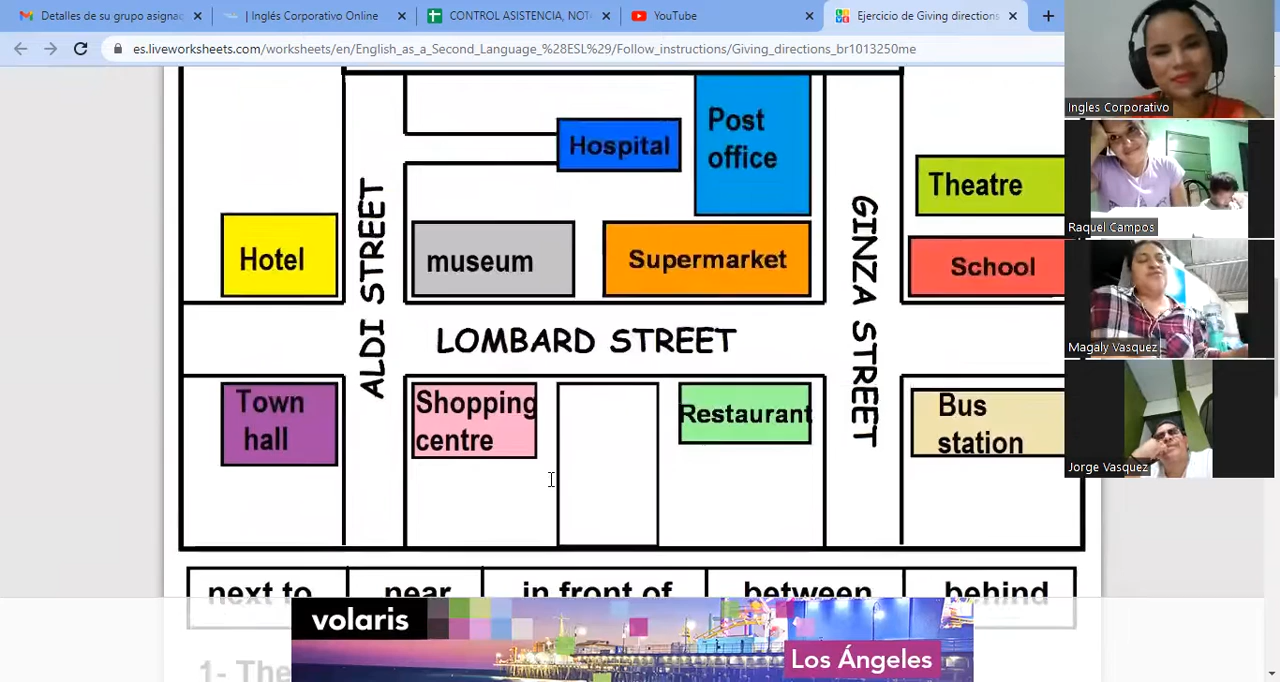 Detalles de su grupo asigna
| Inglés Corporativo Online
CONTROL ASISTENCIA, NOT
YouTube
Ejercicio de Giving directions
es.liveworksheets.com/worksheets/en/English_as_a_Second_Language_%28ESL%29/Follow_instructions/Giving_directions_br1013250me
Ingles Corporativo
Raquel Campos
Magaly Vasquez
Jorge Vasquez
Hospital
Post
office
Theatre
Hotel
museum
Supermarket
School
ALDI STREET
GINZA STREET
LOMBARD STREET
Town
hall
Shopping
centre
Restaurant
Bus
station
next to
near
in front of
between
behind
volaris
Los Ángeles
1- The